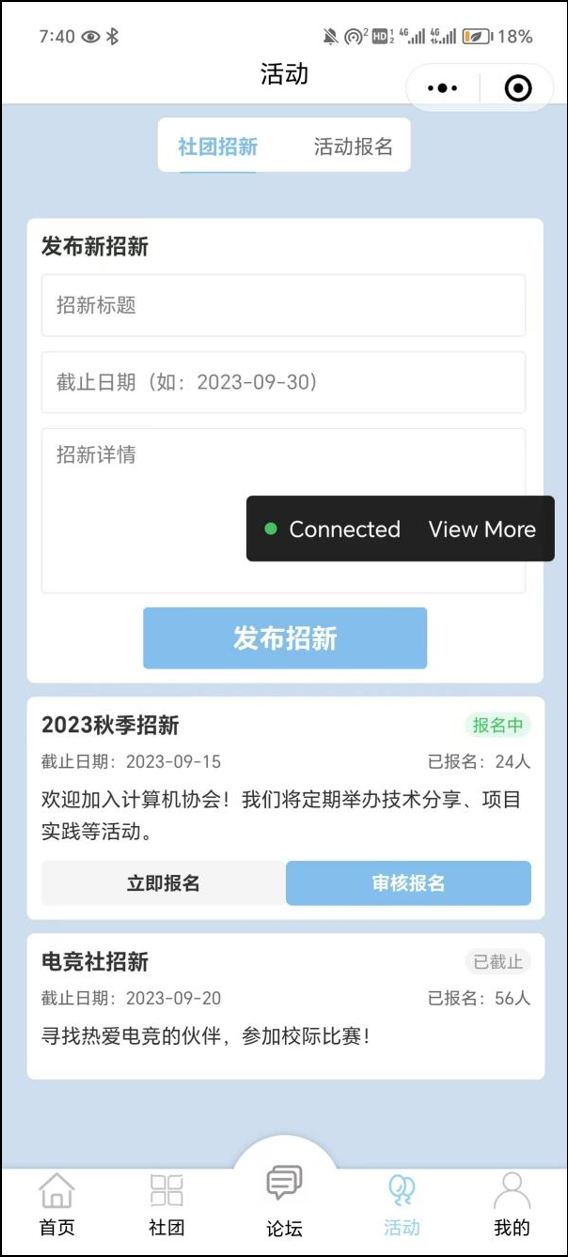 7:40
2 HD 1 2 4G 4G 18%
活动
社团招新 活动报名
发布新招新
招新标题
截止日期（如：2023-09-30）
招新详情
Connected View More
发布招新
2023秋季招新 报名中
截止日期：2023-09-15 已报名：24人
欢迎加入计算机协会！我们将定期举办技术分享、项目
实践等活动。
立即报名 审核报名
电竞社招新 已截止
截止日期：2023-09-20 已报名：56人
寻找热爱电竞的伙伴，参加校际比赛！
首页 社团 论坛 活动 我的